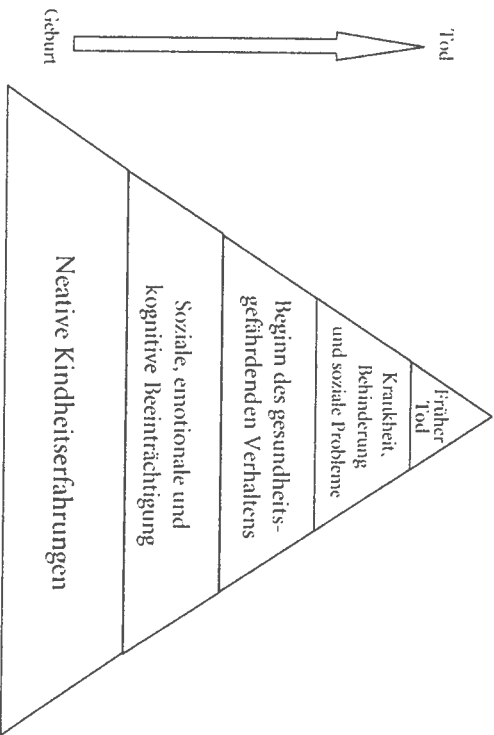 Tod
Geburt
Früher
Tod
Krankheit,
Behinderung
und soziale Probleme
Beginn des gesundheits-
gefährdenden Verhaltens
Soziale, emotionale und
kognitive Beeinträchtigung
Neative Kindheitserfahrungen